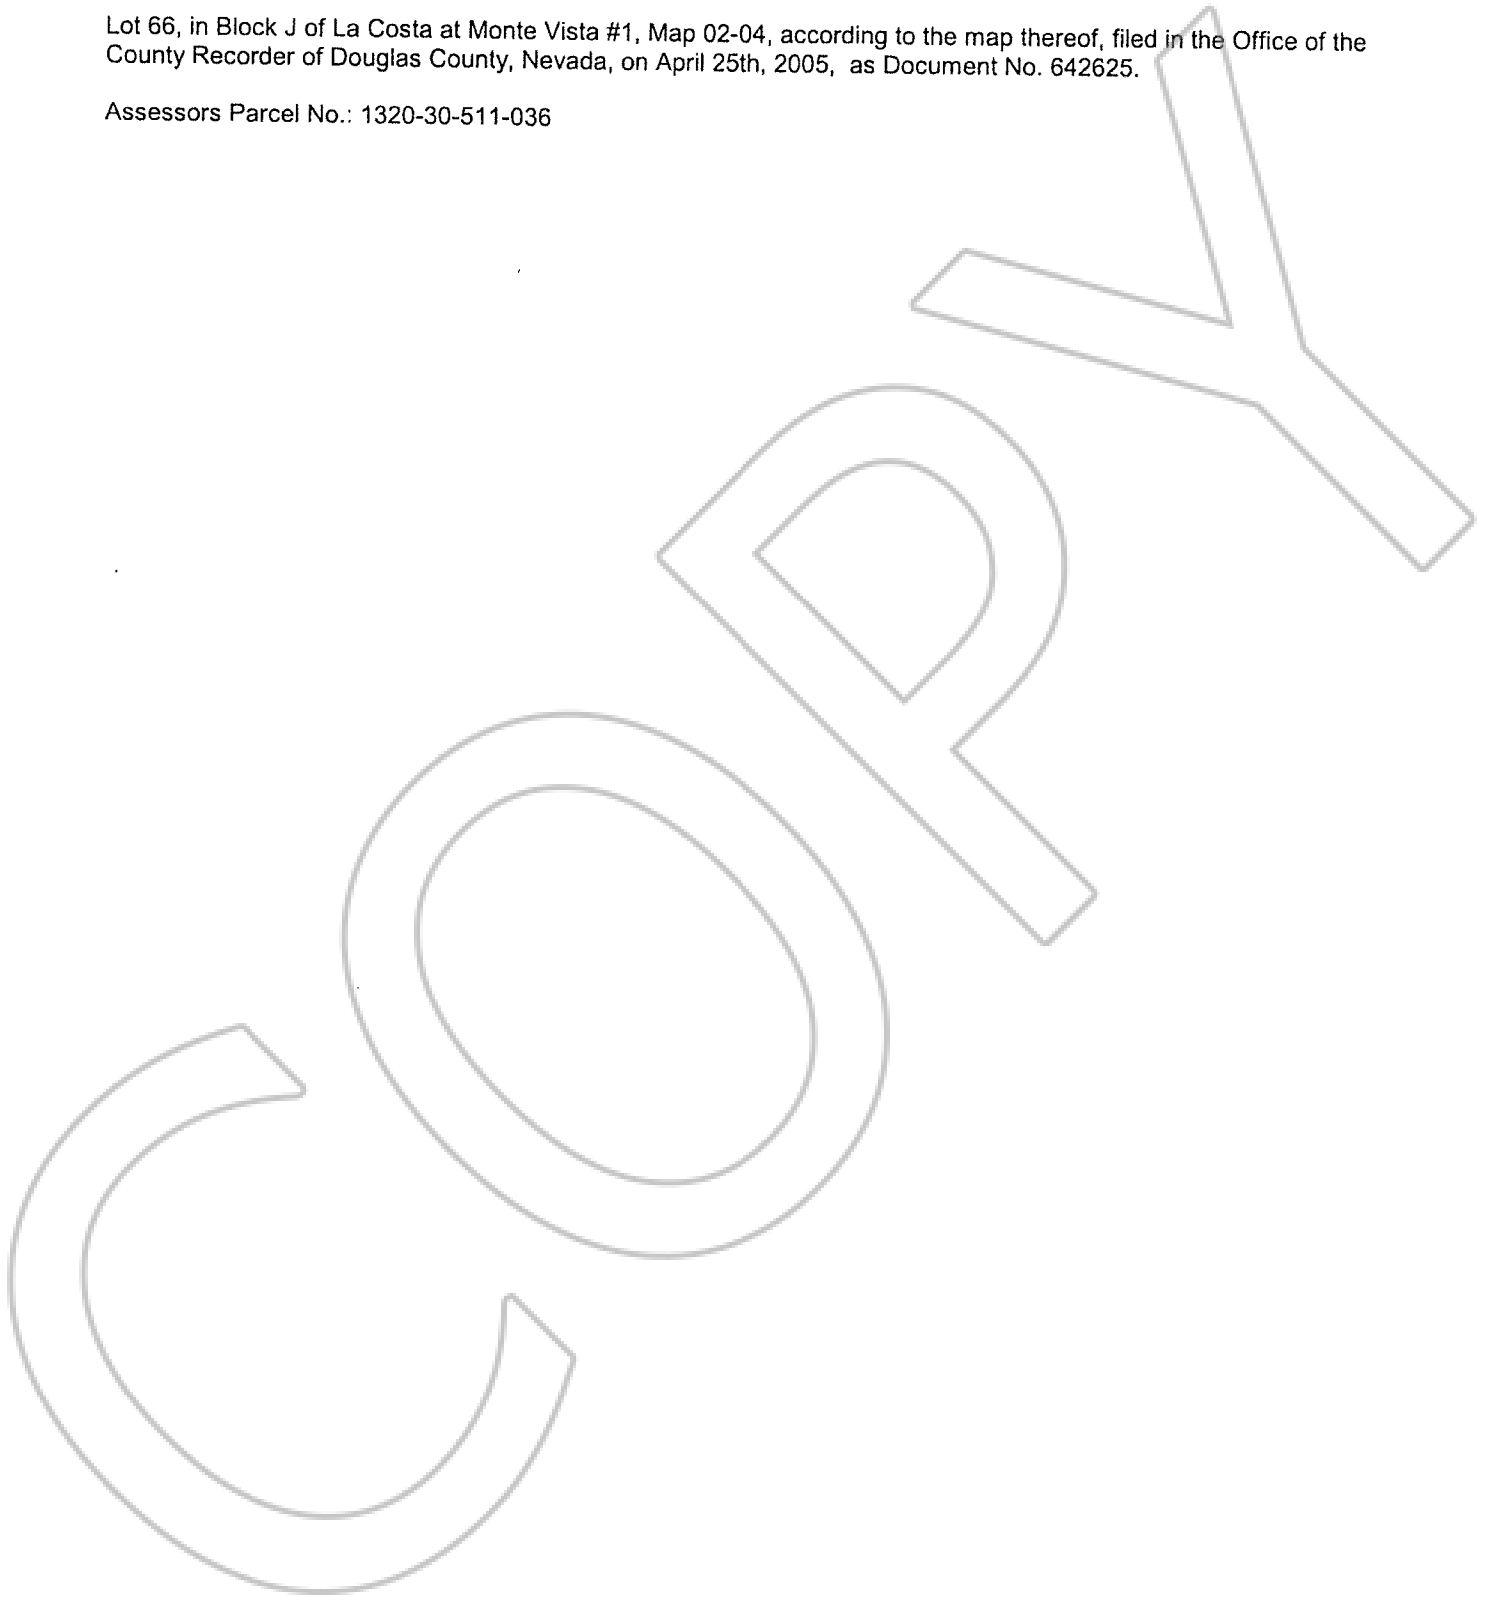 Lot 66, in Block J of La Costa at Monte Vista #1, Map 02-04, according to the map thereof, filed in the Office of the
County Recorder of Douglas County, Nevada, on April 25th, 2005, as Document No. 642625.
Assessors Parcel No.: 1320-30-511-036
COPY